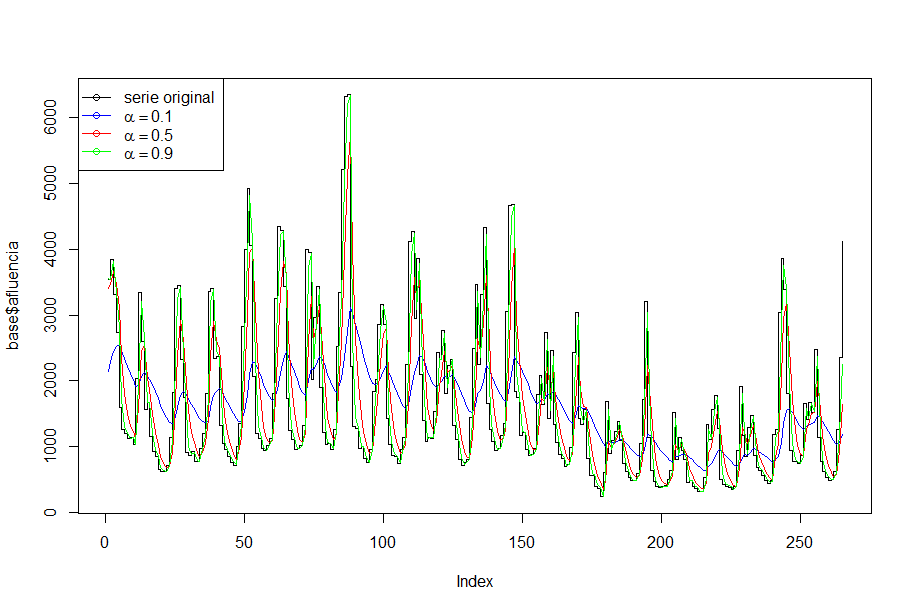 serie original
α = 0.1
α = 0.5
α = 0.9
base$afluencia
0
1000
2000
3000
4000
5000
6000
0 50 100 150 200 250
Index